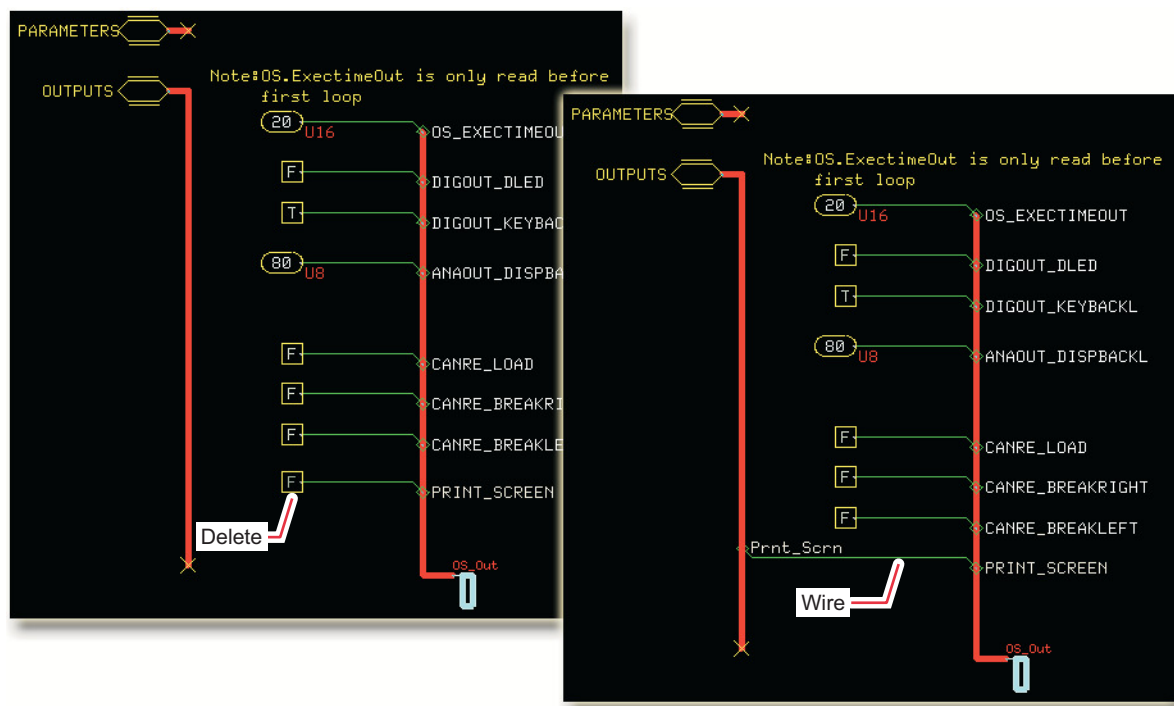 PARAMETERS
OUTPUTS
Note:OS.ExectimeOut is only read before
first loop
20
U16
OS_EXECTIMEOU
F
DIGOUT_DLED
T
DIGOUT_KEYBAC
80
U8
ANAOUT_DISPBA
F
CANRE_LOAD
F
CANRE_BREAKRI
F
CANRE_BREAKLE
F
PRINT_SCREEN
Delete
OS_Out
PARAMETERS
OUTPUTS
Note:OS.ExectimeOut is only read before
first loop
20
U16
OS_EXECTIMEOUT
F
DIGOUT_DLED
T
DIGOUT_KEYBACKL
80
U8
ANAOUT_DISPBACKL
F
CANRE_LOAD
F
CANRE_BREAKRIGHT
F
CANRE_BREAKLEFT
Prnt_Scrn
PRINT_SCREEN
Wire
OS_Out